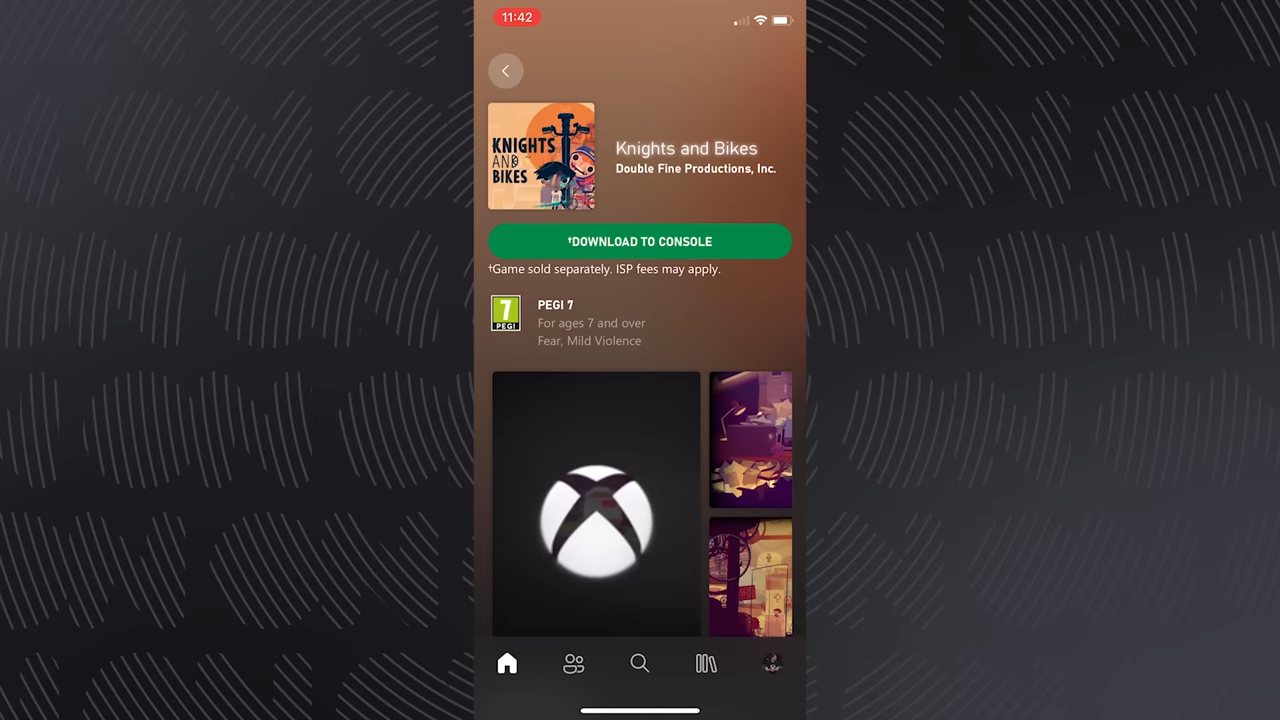 11:42
KNIGHTS
AND
BIKES
Knights and Bikes
Double Fine Productions, Inc.
†DOWNLOAD TO CONSOLE
†Game sold separately. ISP fees may apply.
7
PEGI
PEGI 7
For ages 7 and over
Fear, Mild Violence